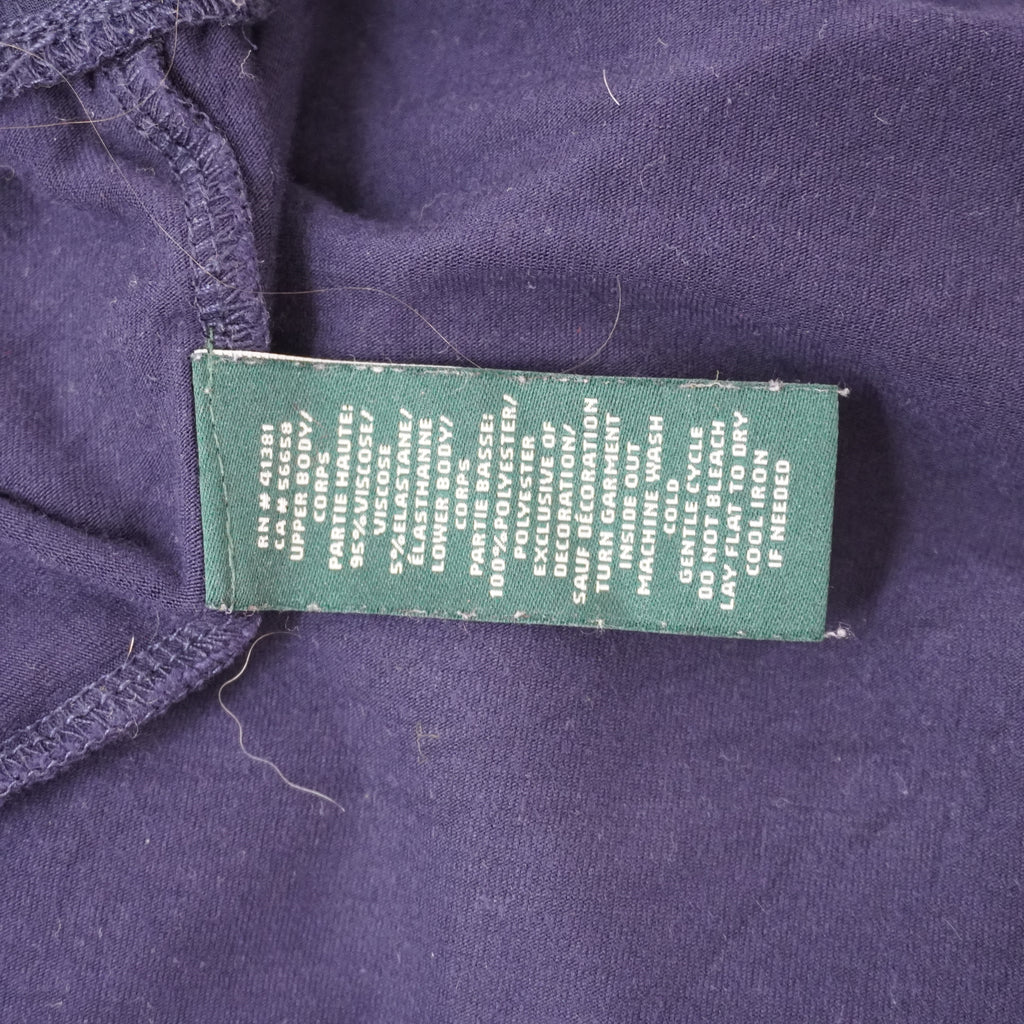 RN # 41381
CA # 56658
UPPER BODY/
CORPS
PARTIE HAUTE:
95%VISCOSE/
VISCOSE
5%ELASTANE/
ÉLASTHANNE
LOWER BODY/
CORPS
PARTIE BASSE:
100%POLYESTER/
POLYESTER
EXCLUSIVE OF
DECORATION/
SAUF DÉCORATION
TURN GARMENT
INSIDE OUT
MACHINE WASH
COLD
GENTLE CYCLE
DO NOT BLEACH
LAY FLAT TO DRY
COOL IRON
IF NEEDED